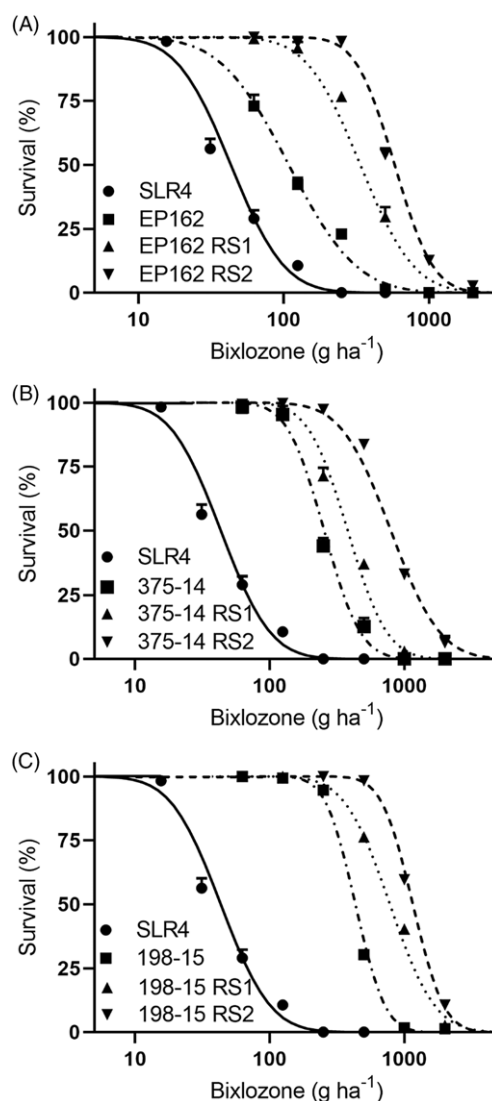 (A)
Survival (%)
100
75
50
25
0
SLR4
EP162
EP162 RS1
EP162 RS2
10
100
1000
Bixlozone (g ha⁻¹)
(B)
Survival (%)
100
75
50
25
0
SLR4
375-14
375-14 RS1
375-14 RS2
10
100
1000
Bixlozone (g ha⁻¹)
(C)
Survival (%)
100
75
50
25
0
SLR4
198-15
198-15 RS1
198-15 RS2
10
100
1000
Bixlozone (g ha⁻¹)